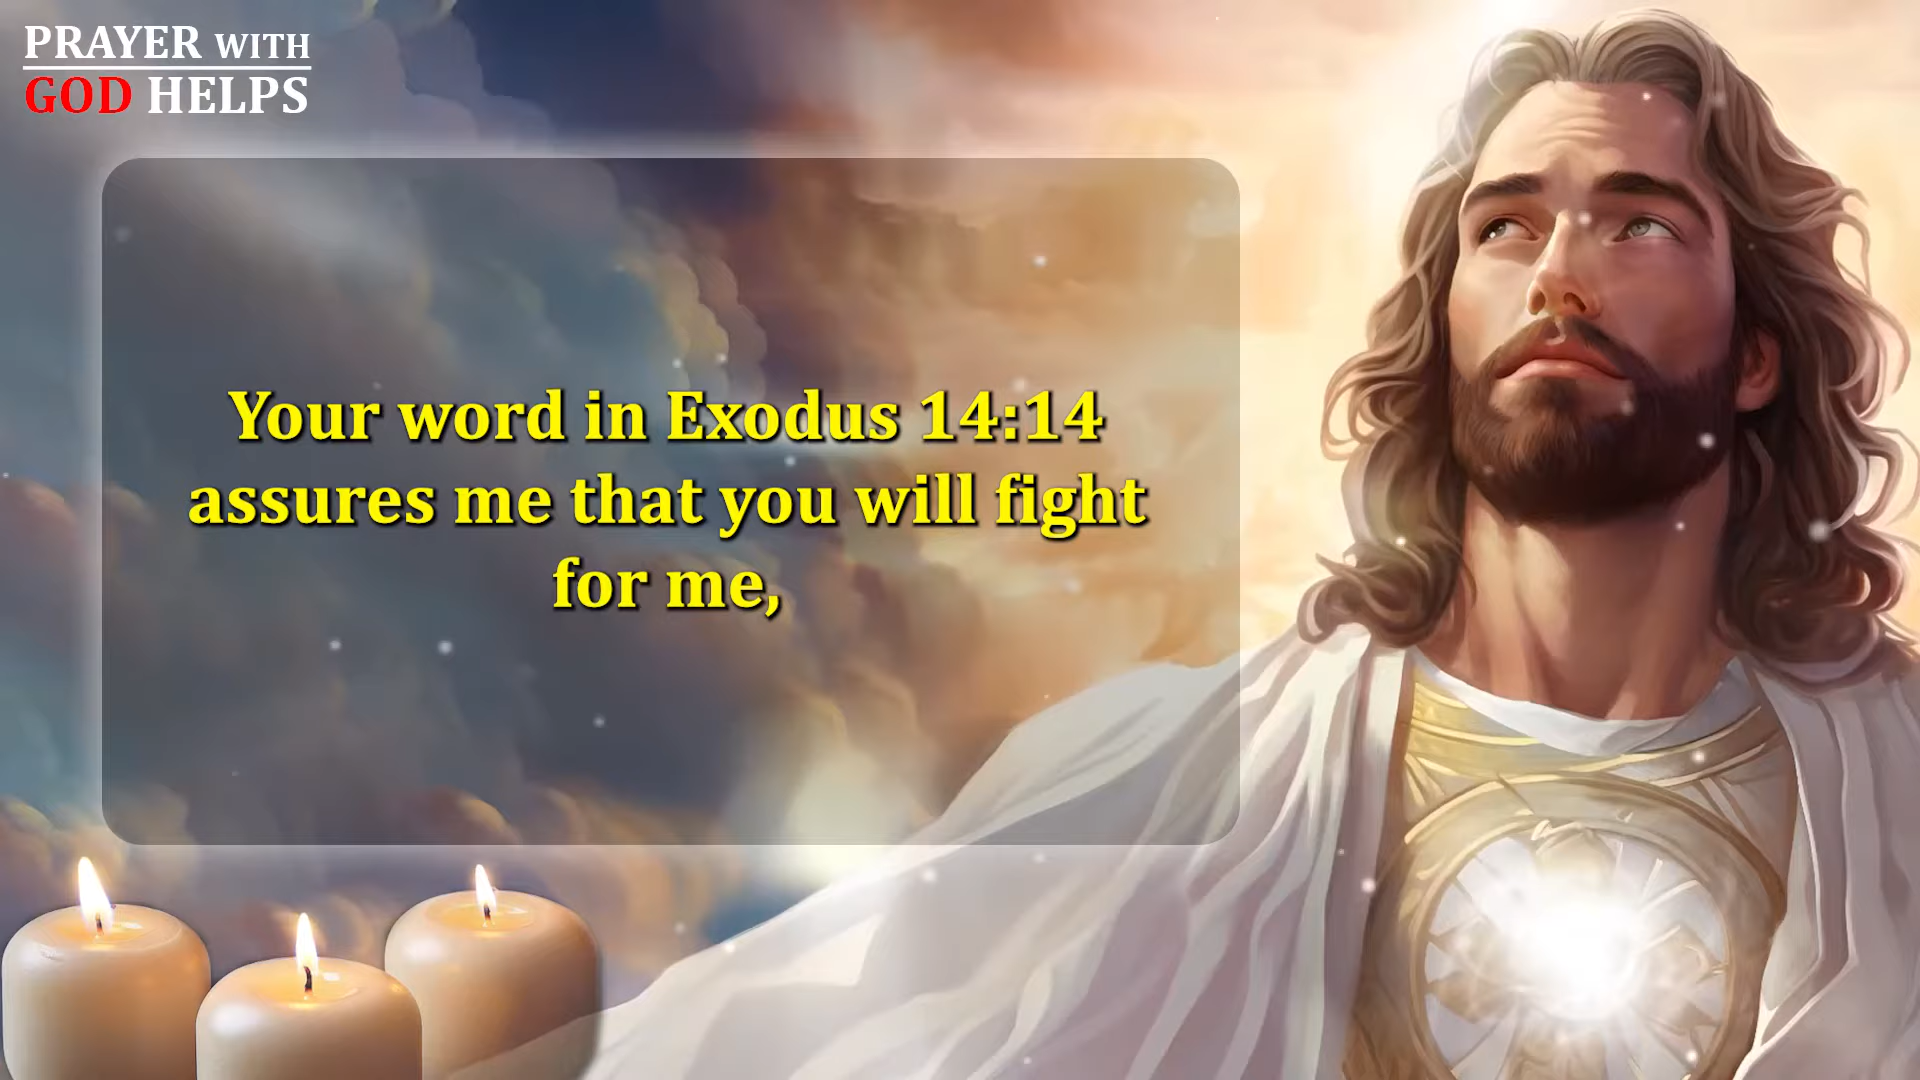 PRAYER WITH
GOD HELPS
Your word in Exodus 14:14
assures me that you will fight
for me,